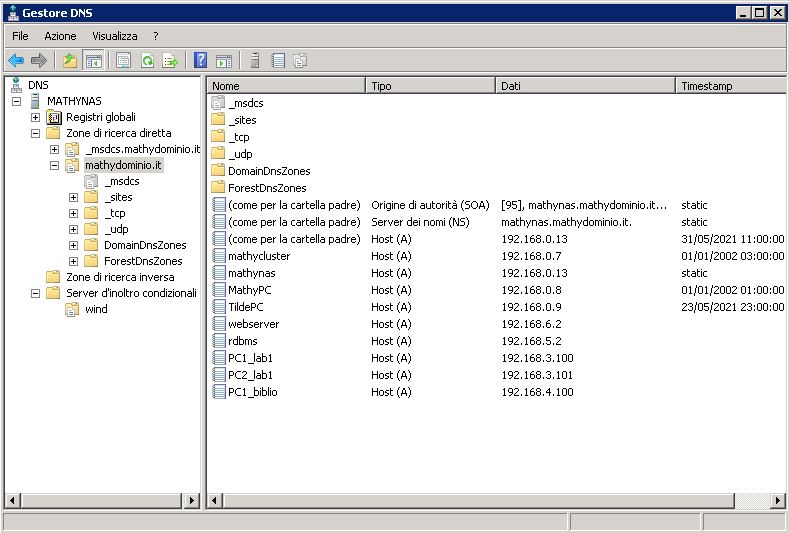 Gestore DNS
File Azione Visualizza ?
DNS
MATHYNAS
Registri globali
Zone di ricerca diretta
_msdcs.mathydominio.it
mathydominio.it
_msdcs
_sites
_tcp
_udp
DomainDnsZones
ForestDnsZones
Zone di ricerca inversa
Server d'inoltro condizionali
wind
Nome Tipo Dati Timestamp
_msdcs
_sites
_tcp
_udp
DomainDnsZones
ForestDnsZones
(come per la cartella padre) Origine di autorità (SOA) [95], mathynas.mathydominio.it... static
(come per la cartella padre) Server dei nomi (NS) mathynas.mathydominio.it. static
(come per la cartella padre) Host (A) 192.168.0.13 31/05/2021 11:00:00
mathycluster Host (A) 192.168.0.7 01/01/2002 03:00:00
mathynas Host (A) 192.168.0.13 static
MathyPC Host (A) 192.168.0.8 01/01/2002 01:00:00
TildePC Host (A) 192.168.0.9 23/05/2021 23:00:00
webserver Host (A) 192.168.6.2
rdbms Host (A) 192.168.5.2
PC1_lab1 Host (A) 192.168.3.100
PC2_lab1 Host (A) 192.168.3.101
PC1_biblio Host (A) 192.168.4.100